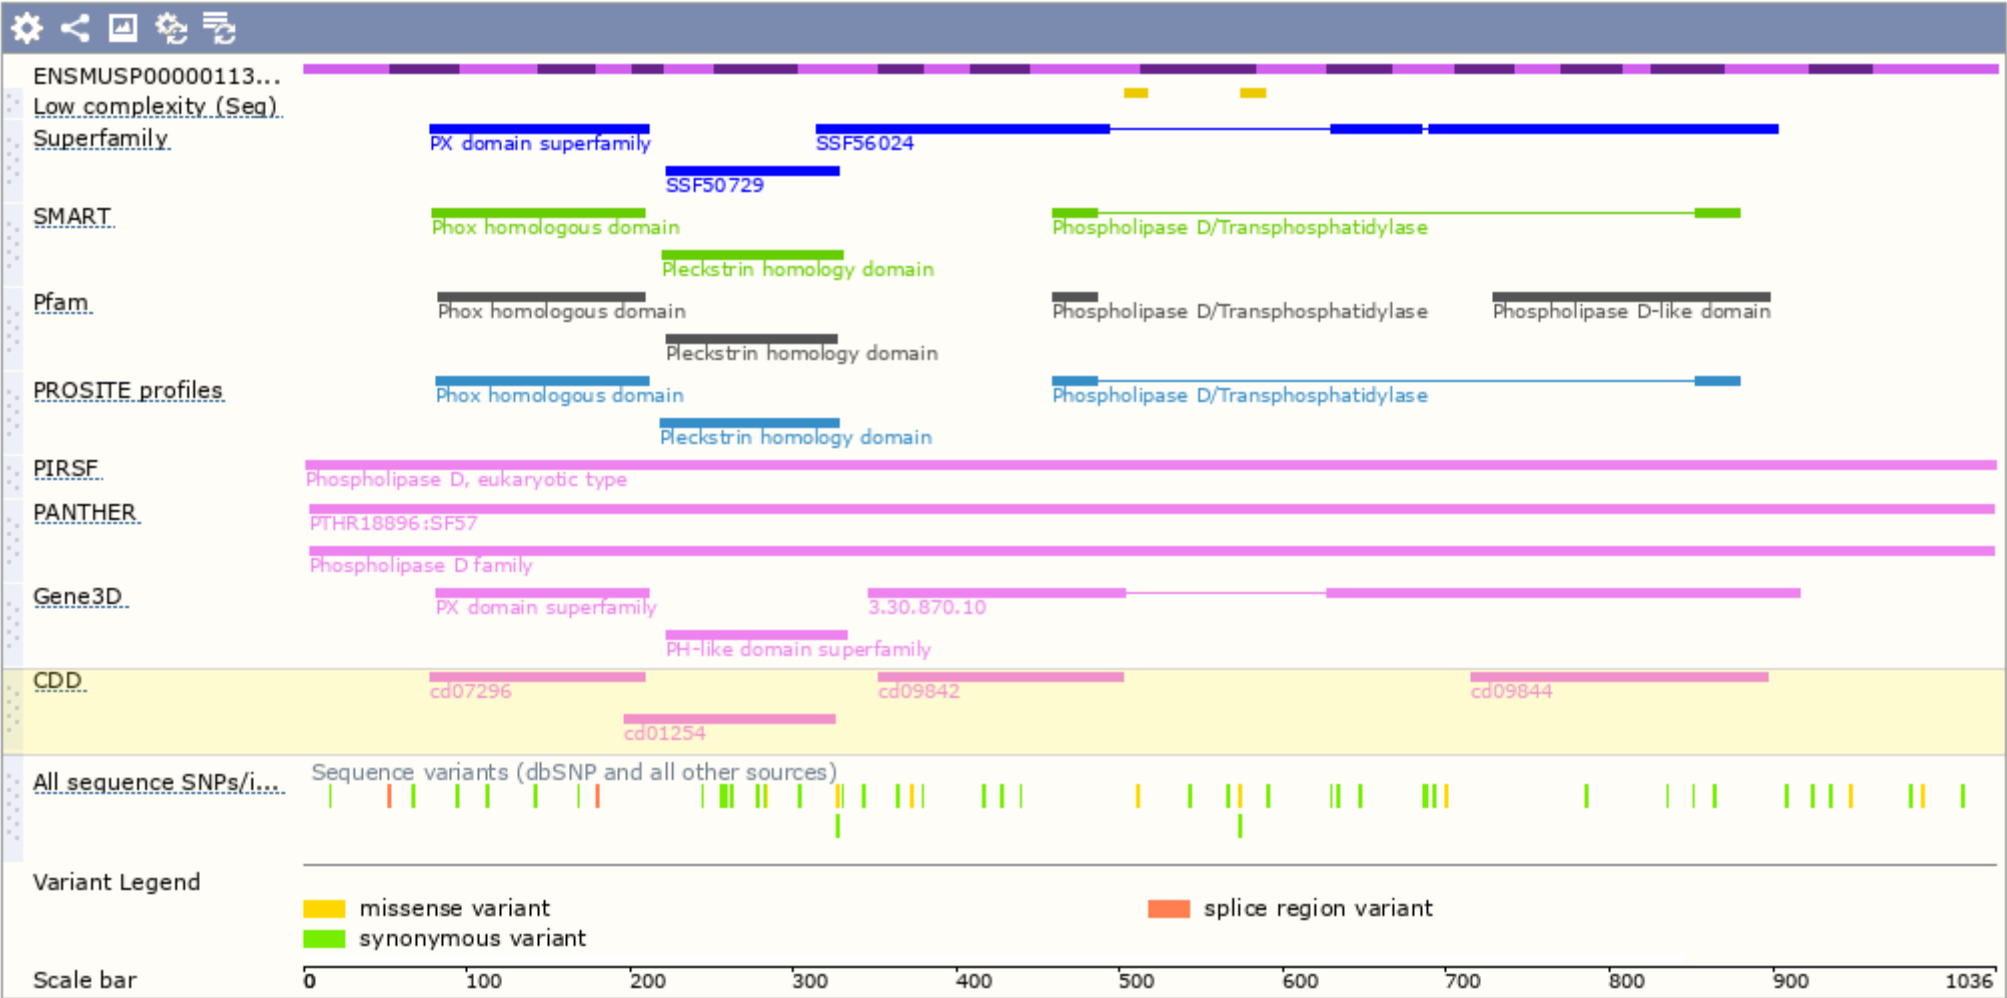 ENSMUSP00000113...
Low complexity (Seg)
Superfamily
PX domain superfamily
SSF56024
SSF50729
SMART
Phox homologous domain
Phospholipase D/Transphosphatidylase
Pleckstrin homology domain
Pfam
Phox homologous domain
Phospholipase D/Transphosphatidylase
Phospholipase D-like domain
Pleckstrin homology domain
PROSITE profiles
Phox homologous domain
Phospholipase D/Transphosphatidylase
Pleckstrin homology domain
PIRSF
Phospholipase D, eukaryotic type
PANTHER
PTHR18896:SF57
Phospholipase D family
Gene3D
PX domain superfamily
3.30.870.10
PH-like domain superfamily
CDD
cd07296
cd09842
cd09844
cd01254
All sequence SNPs/i...
Sequence variants (dbSNP and all other sources)
Variant Legend
missense variant
splice region variant
synonymous variant
Scale bar
0 100 200 300 400 500 600 700 800 900 1036